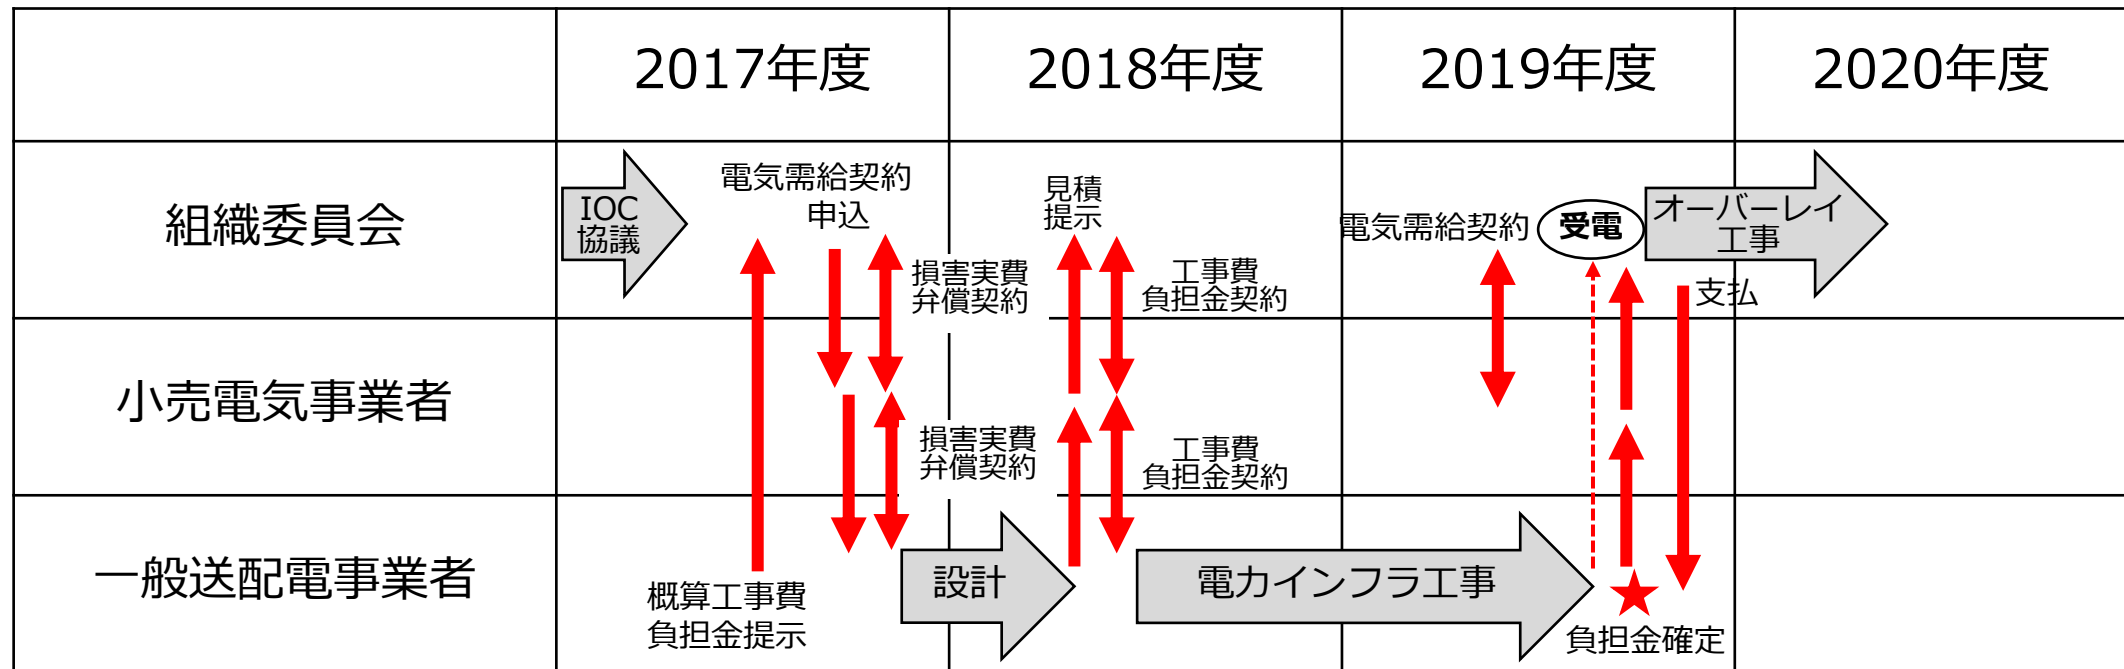 2017年度
2018年度
2019年度
2020年度
組織委員会
IOC
協議
電気需給契約
申込
損害実費
弁償契約
見積
提示
工事費
負担金契約
電気需給契約
受電
オーバーレイ
工事
支払
小売電気事業者
損害実費
弁償契約
工事費
負担金契約
一般送配電事業者
概算工事費
負担金提示
設計
電力インフラ工事
負担金確定